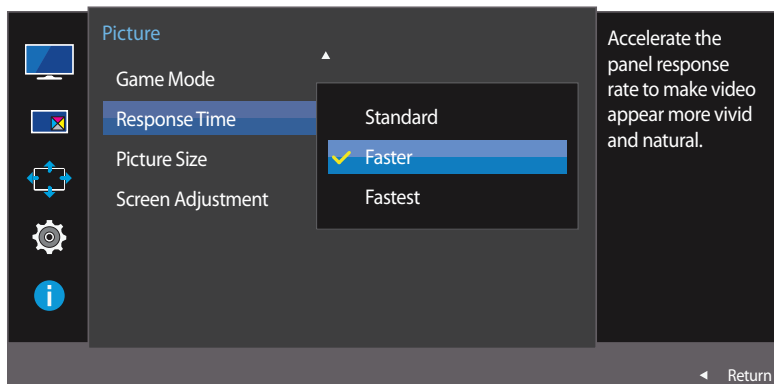 Picture
Game Mode
Response Time
Picture Size
Screen Adjustment
Standard
Faster
Fastest
Accelerate the
panel response
rate to make video
appear more vivid
and natural.
i
Return